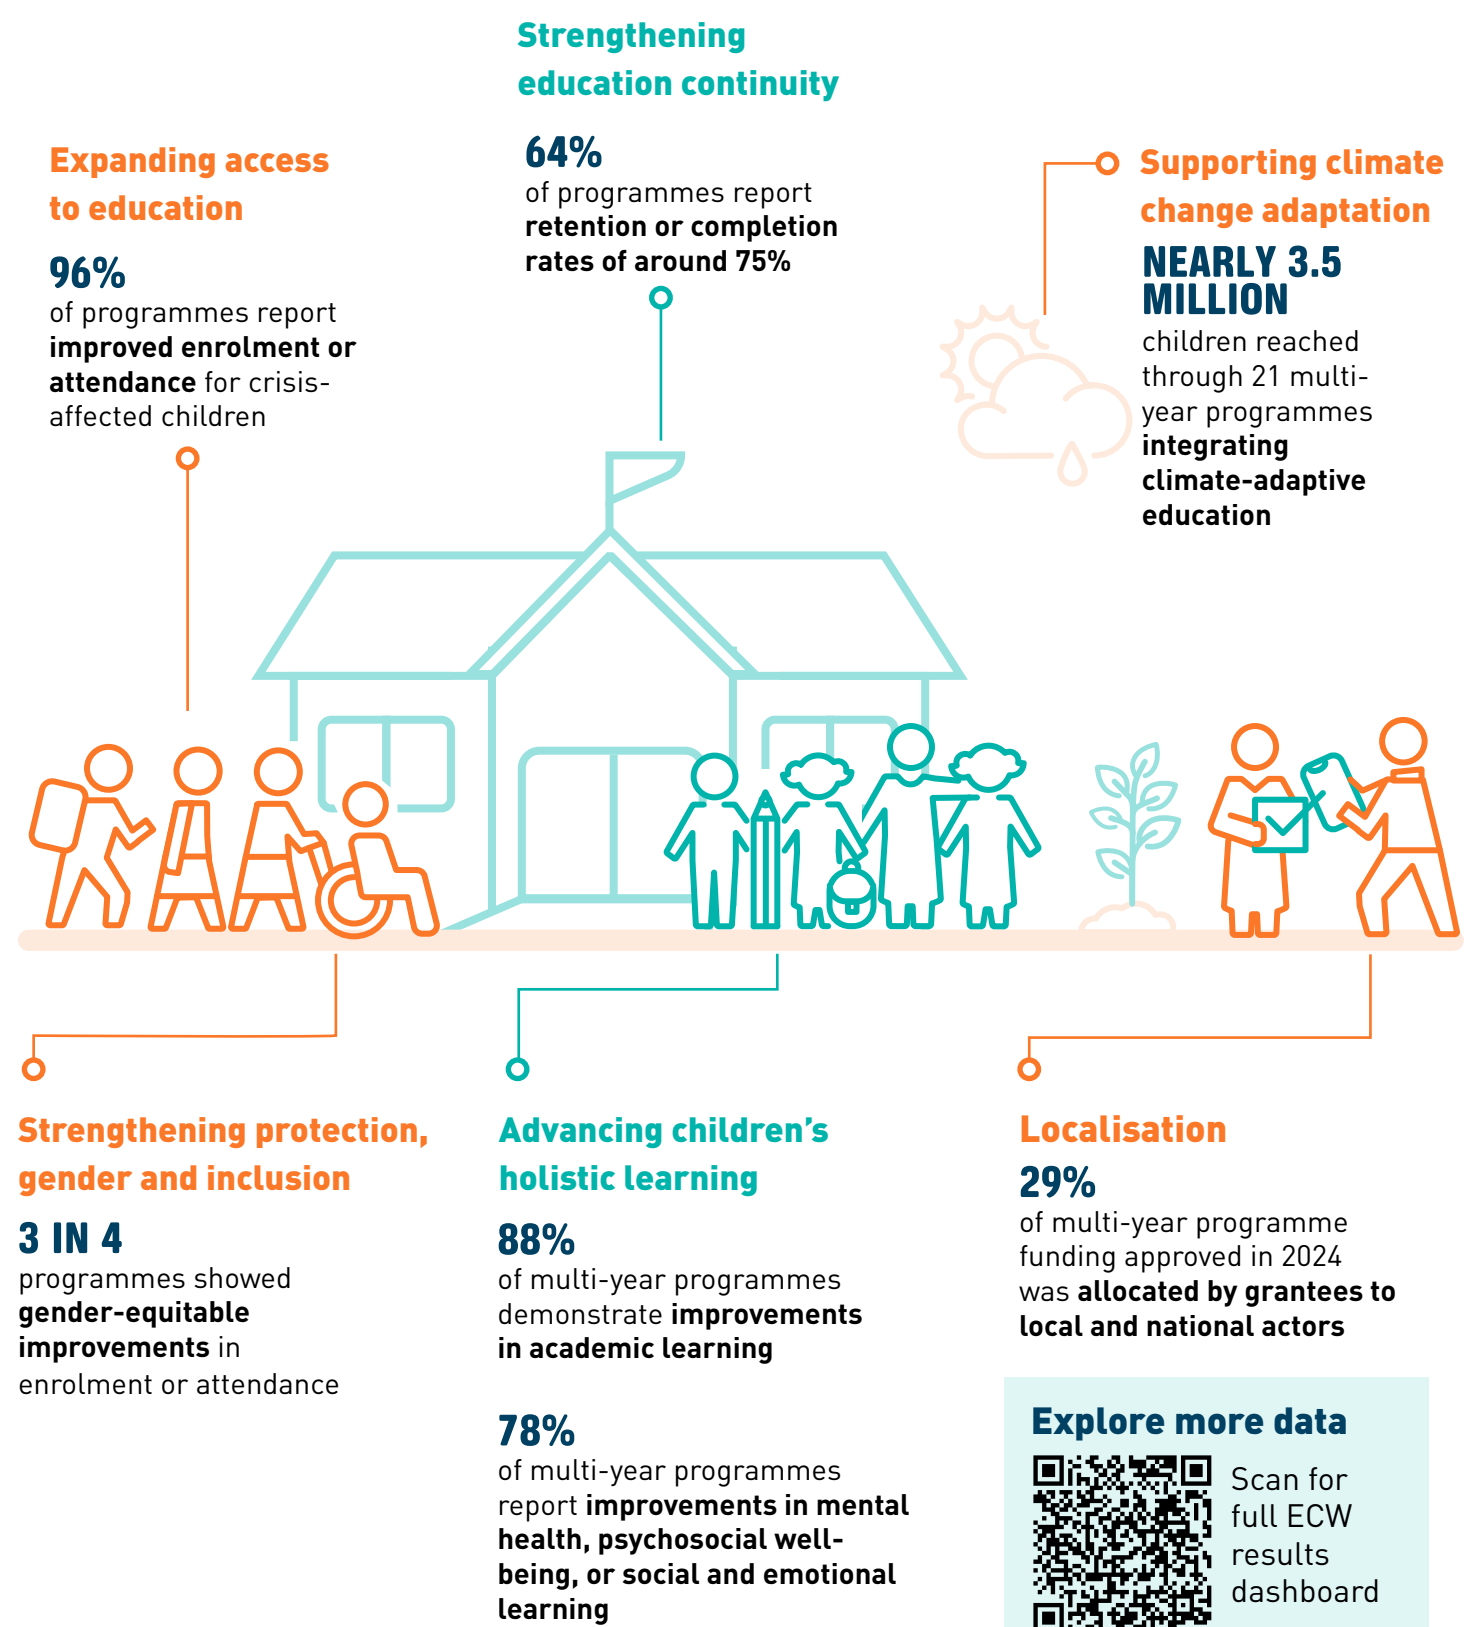 Strengthening
education continuity
64%
of programmes report
retention or completion
rates of around 75%
Expanding access
to education
96%
of programmes report
improved enrolment or
attendance for crisis-
affected children
Supporting climate
change adaptation
NEARLY 3.5
MILLION
children reached
through 21 multi-
year programmes
integrating
climate-adaptive
education
Strengthening protection,
gender and inclusion
3 IN 4
programmes showed
gender-equitable
improvements in
enrolment or attendance
Advancing children's
holistic learning
88%
of multi-year programmes
demonstrate improvements
in academic learning
78%
of multi-year programmes
report improvements in mental
health, psychosocial well-
being, or social and emotional
learning
Localisation
29%
of multi-year programme
funding approved in 2024
was allocated by grantees to
local and national actors
Explore more data
Scan for
full ECW
results
dashboard